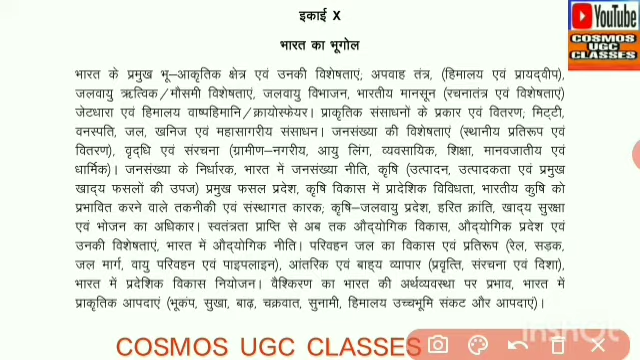 इकाई X
YouTube
COSMOS
UGC
CLASSES
भारत का भूगोल
भारत के प्रमुख भू–आकृतिक क्षेत्र एवं उनकी विशेषताएं; अपवाह तंत्र, (हिमालय एवं प्रायद्वीप),
जलवायु ऋत्विक/मौसमी विशेषताएं, जलवायु विभाजन, भारतीय मानसून (रचनातंत्र एवं विशेषताएं)
जेटधारा एवं हिमालय वाष्पहिमानि/क्रायोस्फेयर। प्राकृतिक संसाधनों के प्रकार एवं वितरण; मिट्टी,
वनस्पति, जल, खनिज एवं महासागरीय संसाधन। जनसंख्या की विशेषताएं (स्थानीय प्रतिरूप एवं
वितरण), वृद्धि एवं संरचना (ग्रामीण–नगरीय, आयु लिंग, व्यवसायिक, शिक्षा, मानवजातीय एवं
धार्मिक)। जनसंख्या के निर्धारक, भारत में जनसंख्या नीति, कृषि (उत्पादन, उत्पादकता एवं प्रमुख
खाद्य फसलों की उपज) प्रमुख फसल प्रदेश, कृषि विकास में प्रादेशिक विविधता, भारतीय कृषि को
प्रभावित करने वाले तकनीकी एवं संस्थागत कारक; कृषि–जलवायु प्रदेश, हरित क्रांति, खाद्य सुरक्षा
एवं भोजन का अधिकार। स्वतंत्रता प्राप्ति से अब तक औद्योगिक विकास, औद्योगिक प्रदेश एवं
उनकी विशेषताएं, भारत में औद्योगिक नीति। परिवहन जल का विकास एवं प्रतिरूप (रेल, सड़क,
जल मार्ग, वायु परिवहन एवं पाइपलाइन), आंतरिक एवं बाह्य व्यापार (प्रवृत्ति, संरचना एवं दिशा),
भारत में प्रदेशिक विकास नियोजन। वैश्विकरण का भारत की अर्थव्यवस्था पर प्रभाव, भारत में
प्राकृतिक आपदाएं (भूकंप, सुखा, बाढ़, चक्रवात, सुनामी, हिमालय उच्चभूमि संकट और आपदाएं)।
COSMOS UGC CLASSES